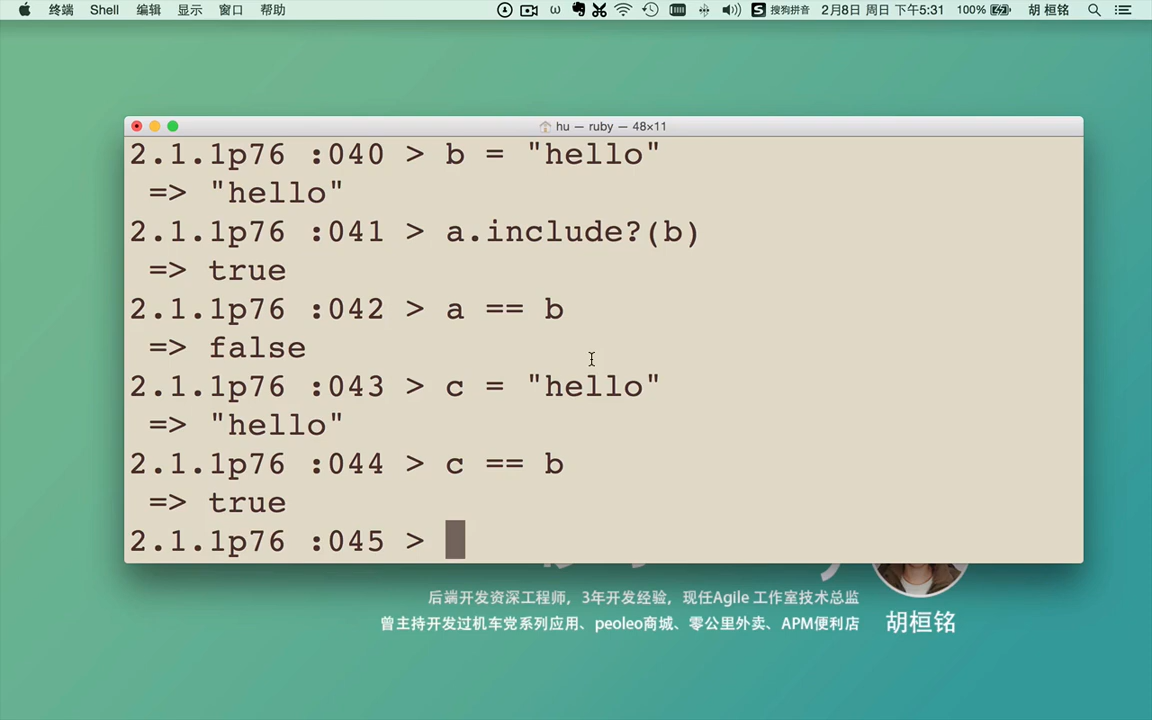 终端 Shell 编辑 显示 窗口 帮助 搜狗拼音 2月8日 周日 下午5:31 100% 胡 桓铭
hu — ruby — 48×11
2.1.1p76 :040 > b = "hello"
=> "hello"
2.1.1p76 :041 > a.include?(b)
=> true
2.1.1p76 :042 > a == b
=> false
2.1.1p76 :043 > c = "hello"
=> "hello"
2.1.1p76 :044 > c == b
=> true
2.1.1p76 :045 >
后端开发资深工程师，3年开发经验，现任Agile 工作室技术总监
曾主持开发过机车党系列应用、peoleo商城、零公里外卖、APM便利店
胡桓铭